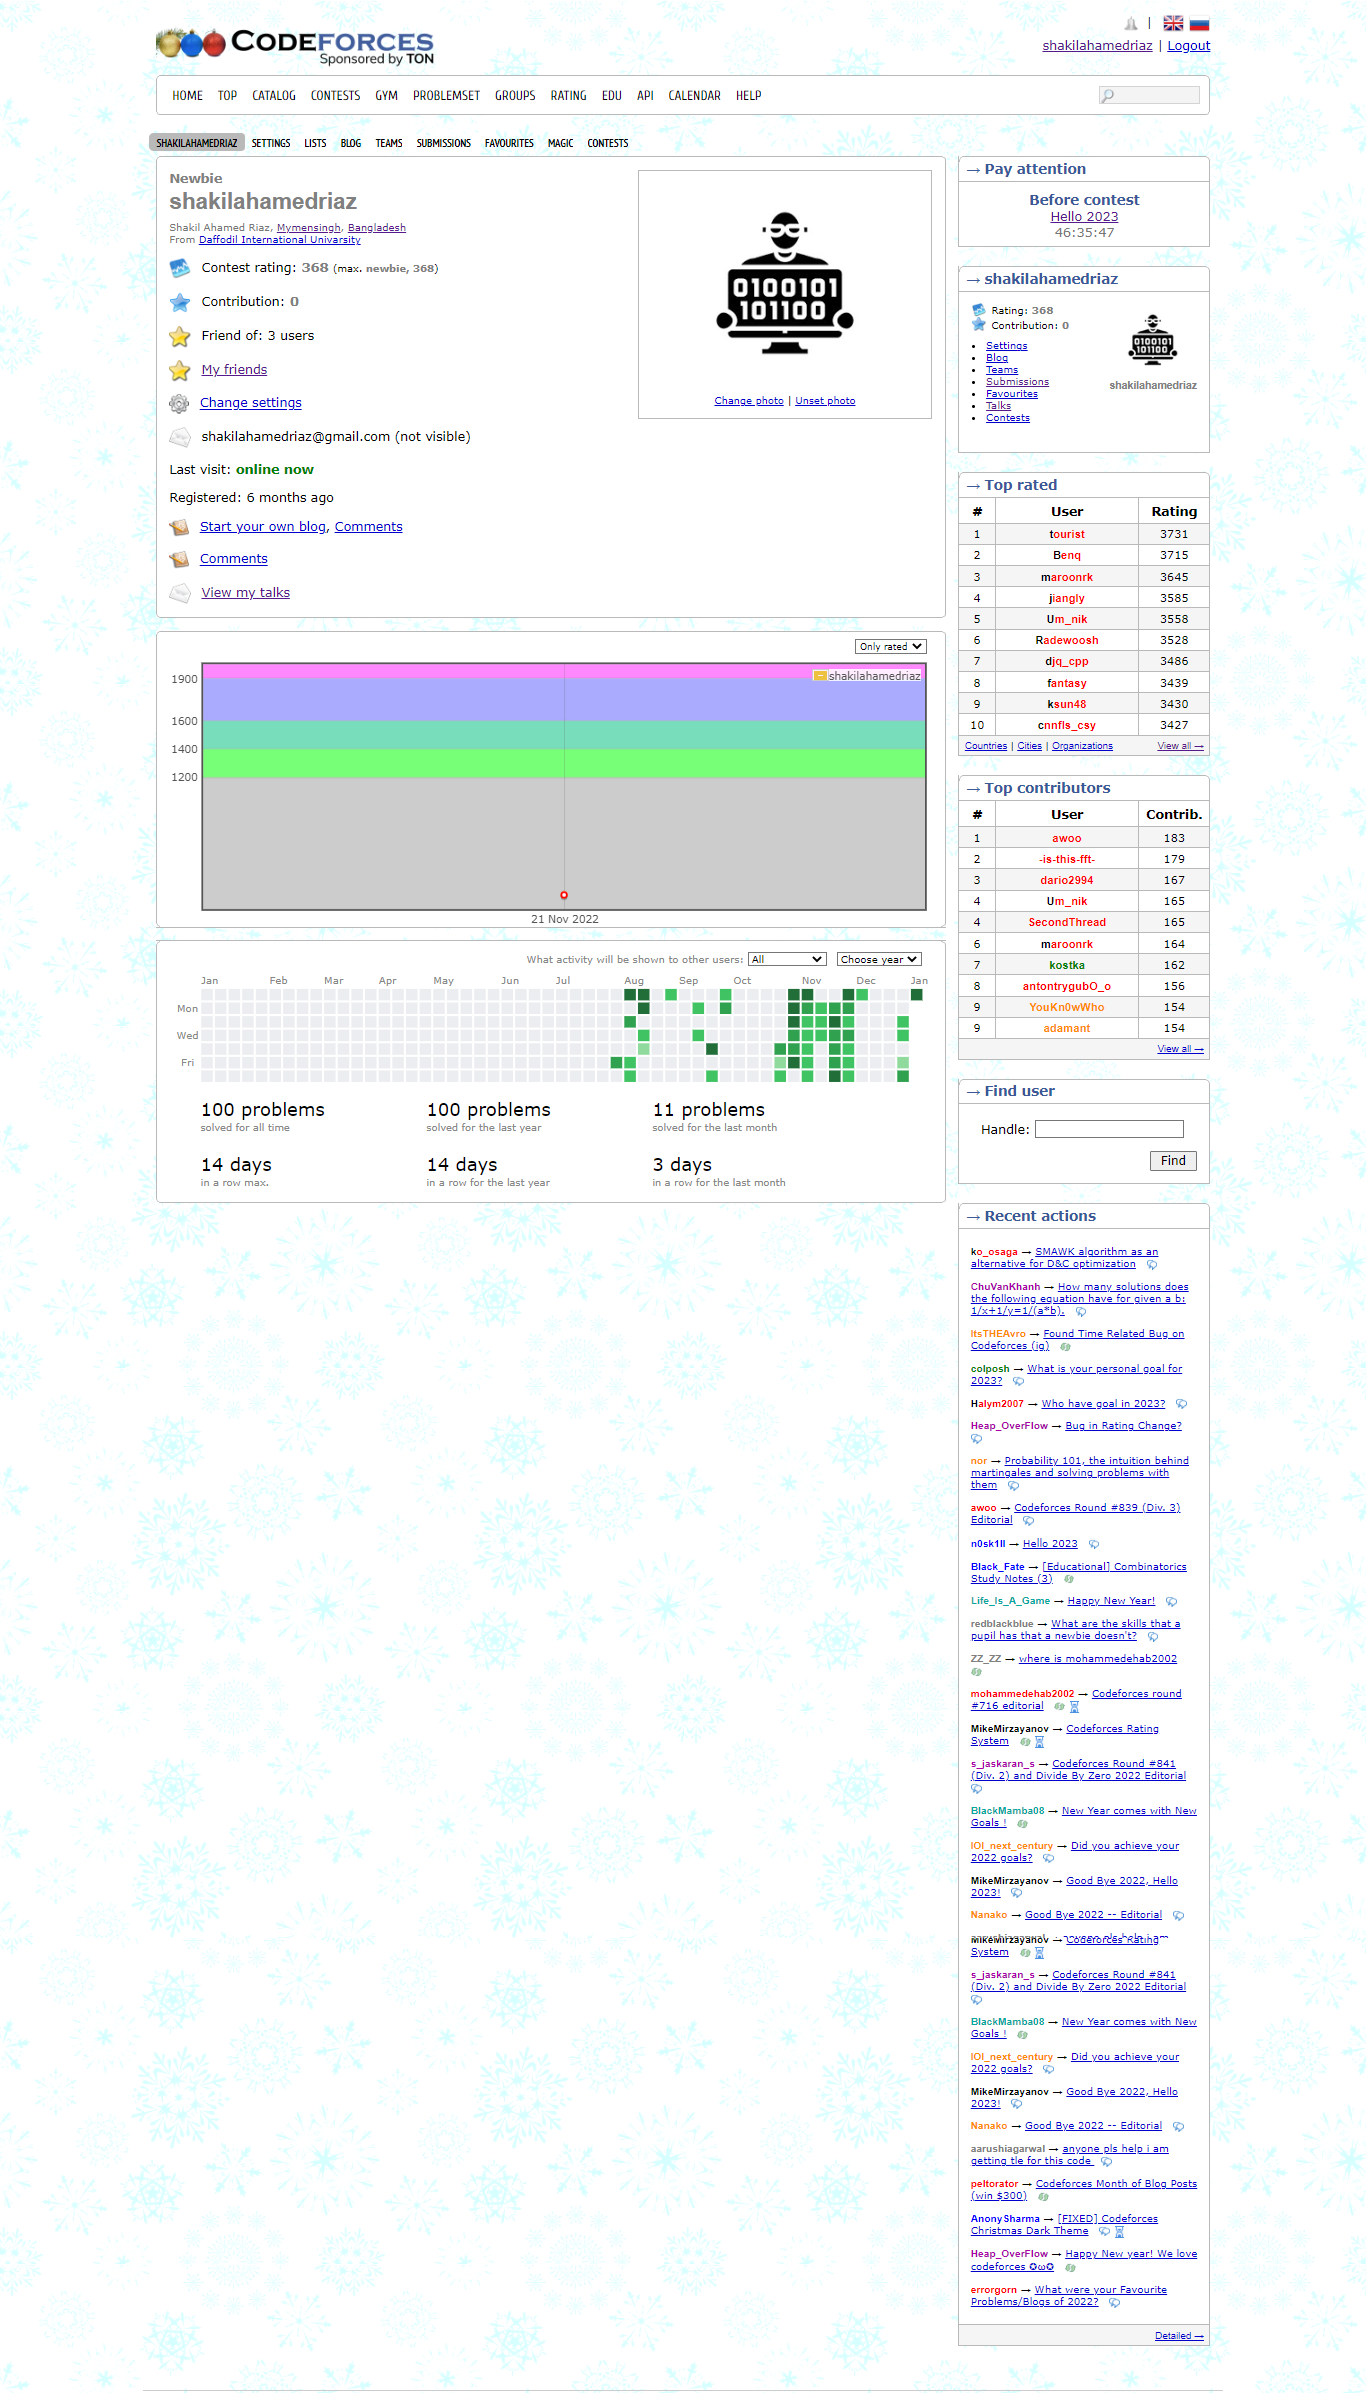 CODEFORCES
Sponsored by TON
|
shakilahamedriaz | Logout
HOME TOP CATALOG CONTESTS GYM PROBLEMSET GROUPS RATING EDU API CALENDAR HELP
SHAKILAHAMEDRIAZ SETTINGS LISTS BLOG TEAMS SUBMISSIONS FAVOURITES MAGIC CONTESTS
Newbie
shakilahamedriaz
Shakil Ahamed Riaz, Mymensingh, Bangladesh
From Daffodil International Univarsity
Contest rating: 368 (max. newbie, 368)
Contribution: 0
Friend of: 3 users
My friends
Change settings
shakilahamedriaz@gmail.com (not visible)
Last visit: online now
Registered: 6 months ago
Start your own blog, Comments
Comments
View my talks
0100101
101100
Change photo | Unset photo
Only rated
shakilahamedriaz
1900
1600
1400
1200
21 Nov 2022
What activity will be shown to other users: All Choose year
Jan Feb Mar Apr May Jun Jul Aug Sep Oct Nov Dec Jan
Mon
Wed
Fri
100 problems
solved for all time
100 problems
solved for the last year
11 problems
solved for the last month
14 days
in a row max.
14 days
in a row for the last year
3 days
in a row for the last month
→ Pay attention
Before contest
Hello 2023
46:35:47
→ shakilahamedriaz
Rating: 368
Contribution: 0
• Settings
• Blog
• Teams
• Submissions
• Favourites
• Talks
• Contests
0100101
101100
shakilahamedriaz
→ Top rated
# User Rating
1 tourist 3731
2 Benq 3715
3 maroonrk 3645
4 jiangly 3585
5 Um_nik 3558
6 Radewoosh 3528
7 djq_cpp 3486
8 fantasy 3439
9 ksun48 3430
10 cnnfls_csy 3427
Countries | Cities | Organizations View all →
→ Top contributors
# User Contrib.
1 awoo 183
2 -is-this-fft- 179
3 dario2994 167
4 Um_nik 165
4 SecondThread 165
6 maroonrk 164
7 kostka 162
8 antontrygubO_o 156
9 YouKn0wWho 154
9 adamant 154
View all →
→ Find user
Handle:
Find
→ Recent actions
ko_osaga → SMAWK algorithm as an
alternative for D&C optimization
ChuVanKhanh → How many solutions does
the following equation have for given a b:
1/x+1/y=1/(a*b).
ItsTHEAvro → Found Time Related Bug on
Codeforces (ig)
colposh → What is your personal goal for
2023?
Halym2007 → Who have goal in 2023?
Heap_OverFlow → Bug in Rating Change?
nor → Probability 101, the intuition behind
martingales and solving problems with
them
awoo → Codeforces Round #839 (Div. 3)
Editorial
n0sk1ll → Hello 2023
Black_Fate → [Educational] Combinatorics
Study Notes (3)
Life_Is_A_Game → Happy New Year!
redblackblue → What are the skills that a
pupil has that a newbie doesn't?
ZZ_ZZ → where is mohammedehab2002
mohammedehab2002 → Codeforces round
#716 editorial
MikeMirzayanov → Codeforces Rating
System
s_jaskaran_s → Codeforces Round #841
(Div. 2) and Divide By Zero 2022 Editorial
BlackMamba08 → New Year comes with New
Goals !
IOI_next_century → Did you achieve your
2022 goals?
MikeMirzayanov → Good Bye 2022, Hello
2023!
Nanako → Good Bye 2022 -- Editorial
MikeMirzayanov → Codeforces Rating
System
s_jaskaran_s → Codeforces Round #841
(Div. 2) and Divide By Zero 2022 Editorial
BlackMamba08 → New Year comes with New
Goals !
IOI_next_century → Did you achieve your
2022 goals?
MikeMirzayanov → Good Bye 2022, Hello
2023!
Nanako → Good Bye 2022 -- Editorial
aarushiagarwal → anyone pls help i am
getting tle for this code
peltorator → Codeforces Month of Blog Posts
(win $300)
AnonySharma → [FIXED] Codeforces
Christmas Dark Theme
Heap_OverFlow → Happy New year! We love
codeforces ✪ω✪
errorgorn → What were your Favourite
Problems/Blogs of 2022?
Detailed →